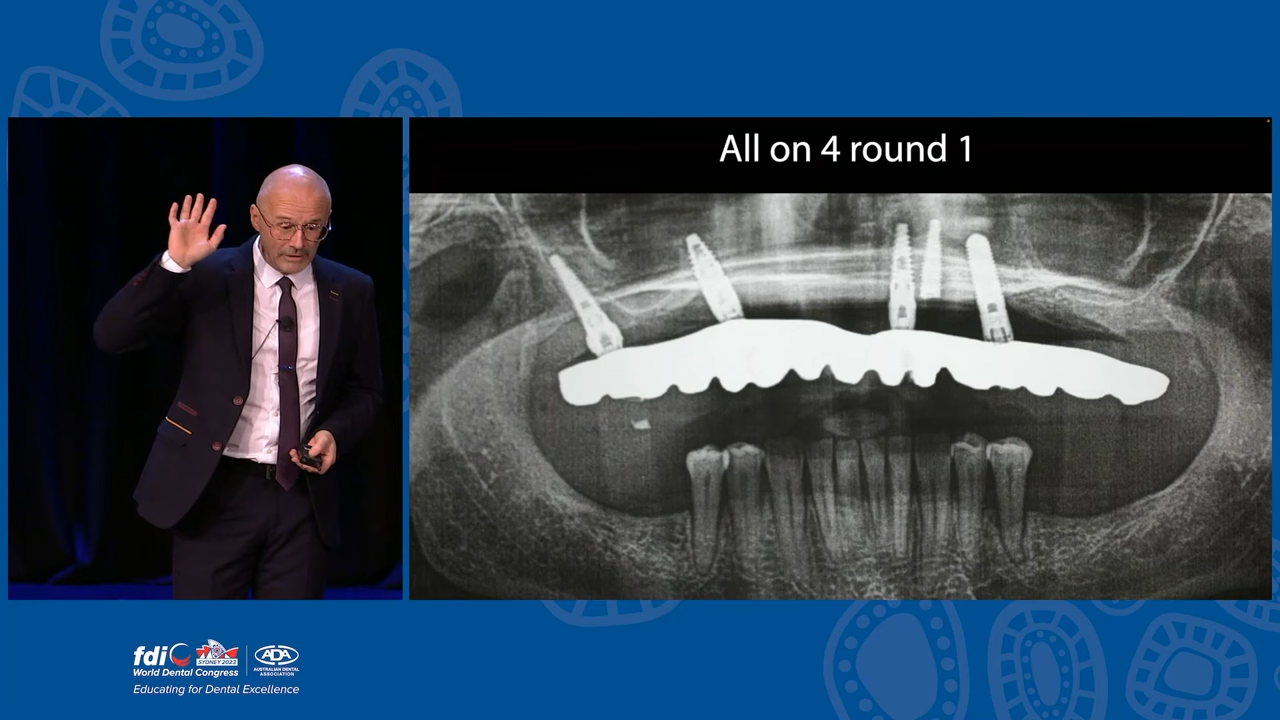 All on 4 round 1
fdi
World Dental Congress
SYDNEY 2023
ADA
AUSTRALIAN DENTAL
ASSOCIATION
Educating for Dental Excellence